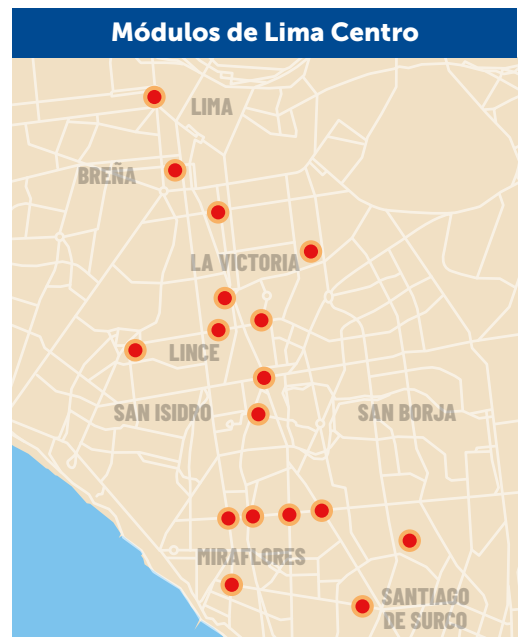 Módulos de Lima Centro
LIMA
BREÑA
LA VICTORIA
LINCE
SAN ISIDRO
SAN BORJA
MIRAFLORES
SANTIAGO
DE SURCO